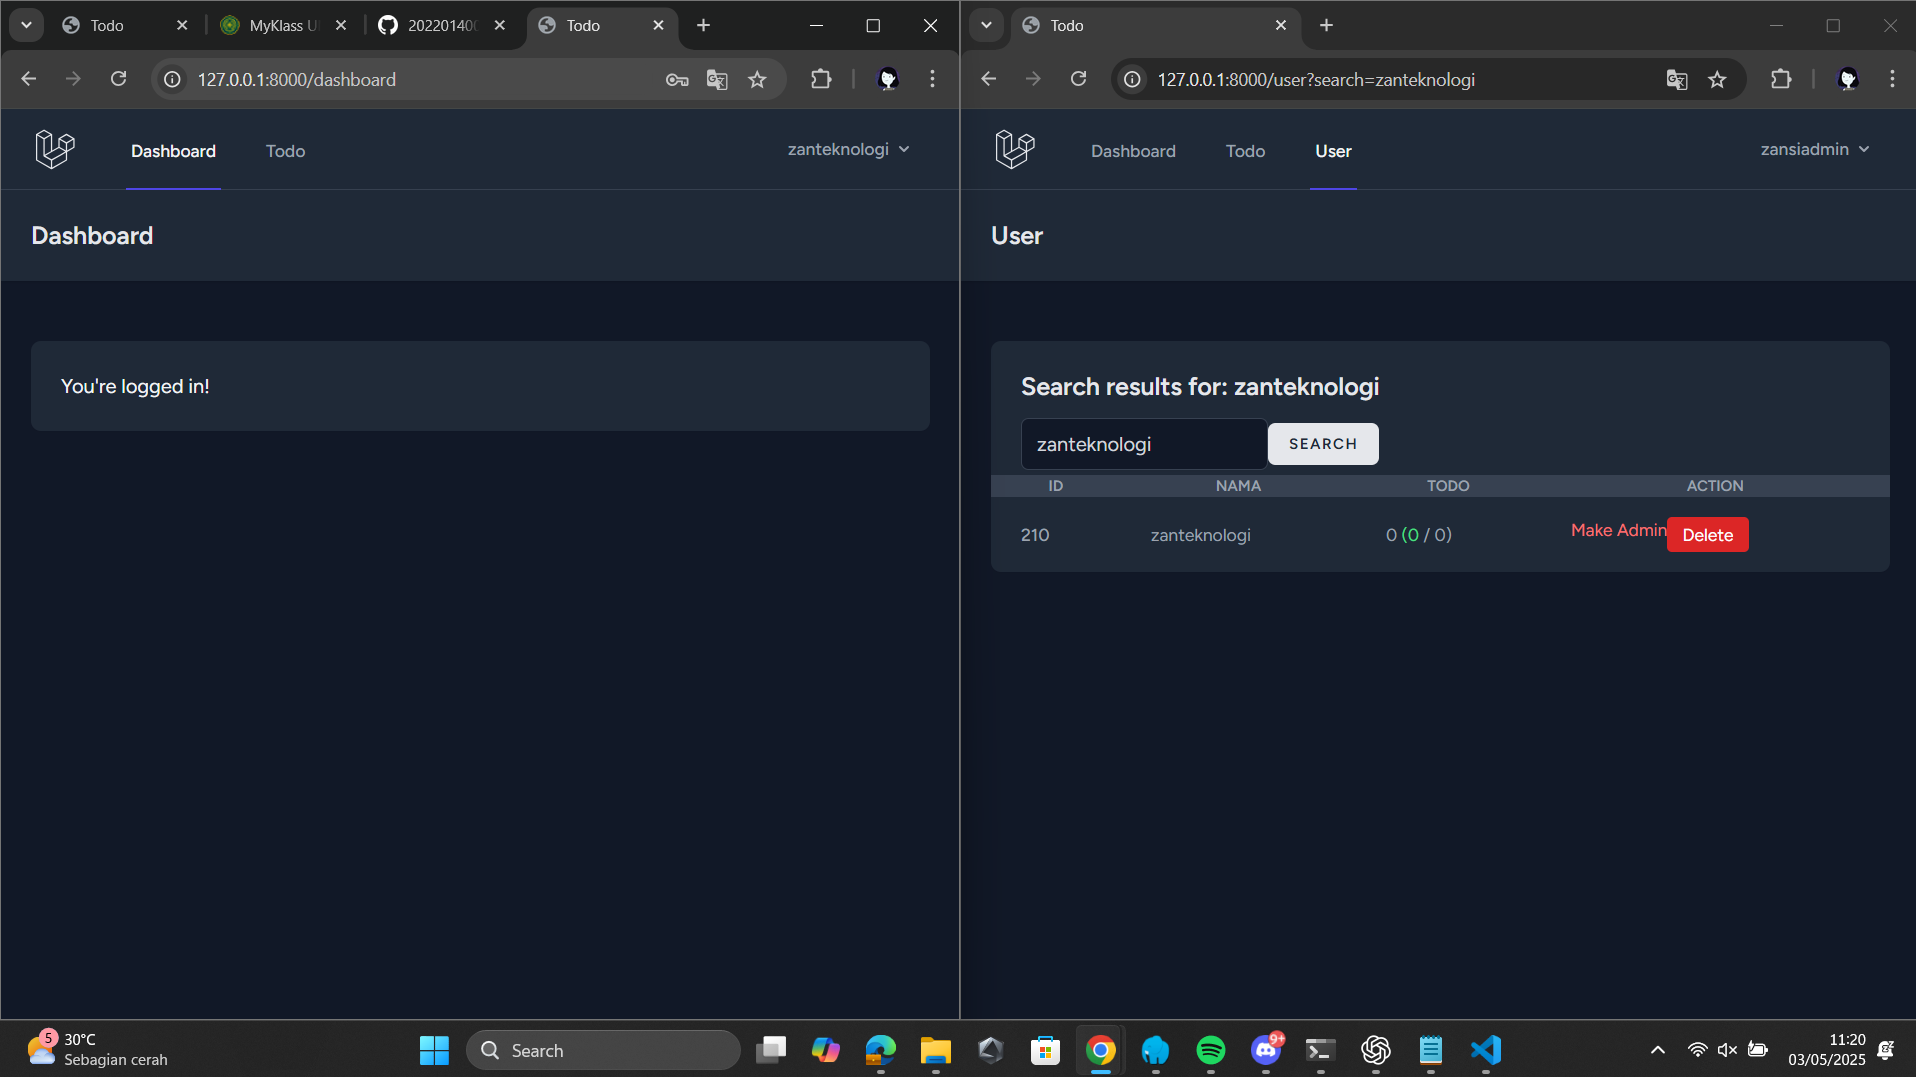 Todo
MyKlass U
20220140
Todo
127.0.0.1:8000/dashboard
Dashboard
Todo
zanteknologi
Dashboard
You're logged in!
Todo
127.0.0.1:8000/user?search=zanteknologi
Dashboard
Todo
User
zansiadmin
User
Search results for: zanteknologi
zanteknologi
SEARCH
ID NAMA TODO ACTION
210 zanteknologi 0 (0 / 0) Make Admin Delete
5
30°C
Sebagian cerah
Search
9+
11:20
03/05/2025